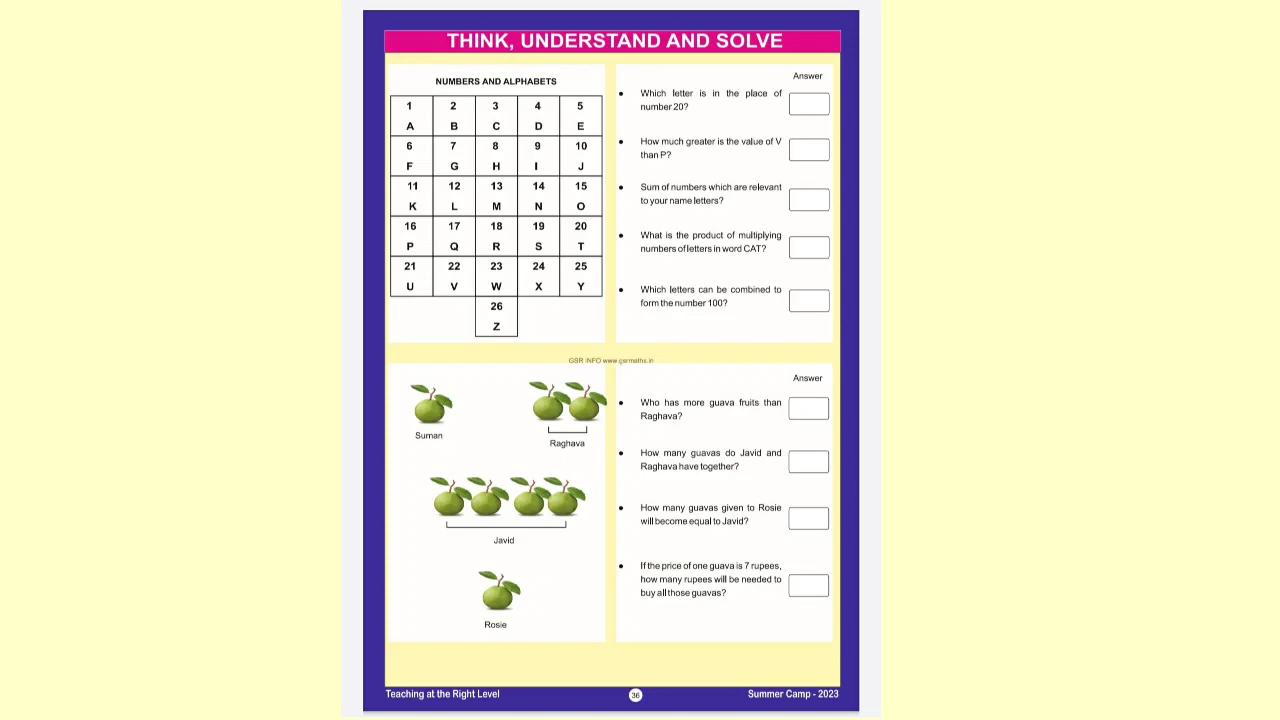 THINK, UNDERSTAND AND SOLVE
NUMBERS AND ALPHABETS
1 2 3 4 5
A B C D E
6 7 8 9 10
F G H I J
11 12 13 14 15
K L M N O
16 17 18 19 20
P Q R S T
21 22 23 24 25
U V W X Y
26
Z
Answer
• Which letter is in the place of
number 20?
• How much greater is the value of V
than P?
• Sum of numbers which are relevant
to your name letters?
• What is the product of multiplying
numbers of letters in word CAT?
• Which letters can be combined to
form the number 100?
GSR INFO www.gsrmaths.in
Suman
Raghava
Javid
Rosie
Answer
• Who has more guava fruits than
Raghava?
• How many guavas do Javid and
Raghava have together?
• How many guavas given to Rosie
will become equal to Javid?
• If the price of one guava is 7 rupees,
how many rupees will be needed to
buy all those guavas?
Teaching at the Right Level
36
Summer Camp - 2023